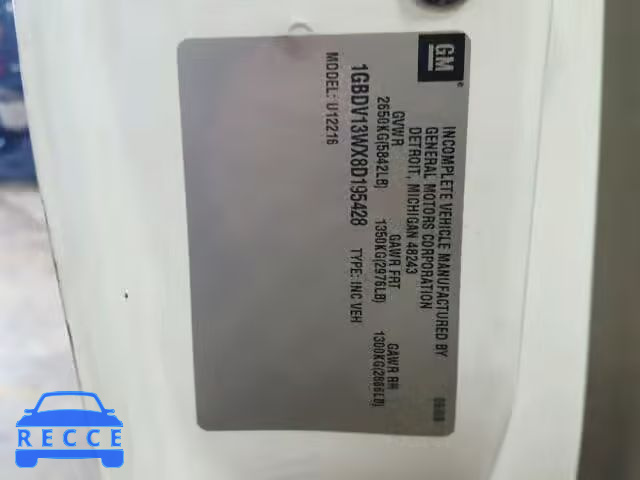 GM
INCOMPLETE VEHICLE MANUFACTURED BY
GENERAL MOTORS CORPORATION
DETROIT, MICHIGAN 48243
GVWR GAWR FRT GAWR RR
2650KG(5842LB) 1350KG(2976LB) 1300KG(2866LB)
1GBDV13WX8D195428
MODEL: U12216 TYPE: INC VEH
RECCE